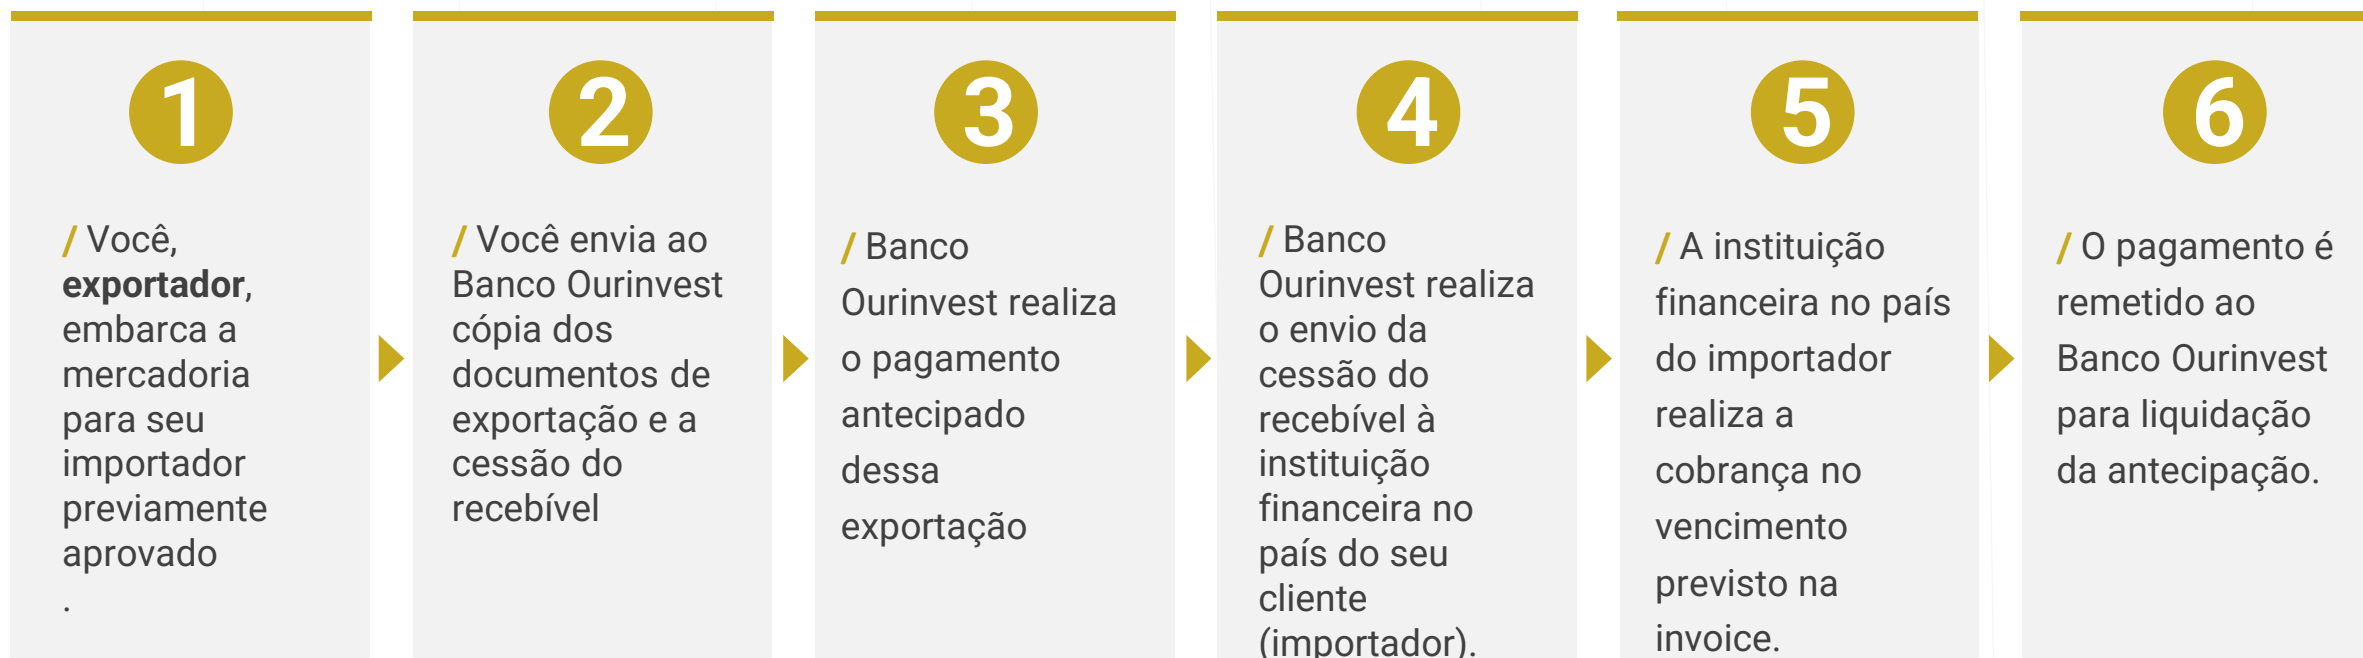 1
/ Você,
exportador,
embarca a
mercadoria
para seu
importador
previamente
aprovado
.
2
/ Você envia ao
Banco Ourinvest
cópia dos
documentos de
exportação e a
cessão do
recebível
3
/ Banco
Ourinvest realiza
o pagamento
antecipado
dessa
exportação
4
/ Banco
Ourinvest realiza
o envio da
cessão do
recebível à
instituição
financeira no
país do seu
cliente
(importador).
5
/ A instituição
financeira no país
do importador
realiza a
cobrança no
vencimento
previsto na
invoice.
6
/ O pagamento é
remetido ao
Banco Ourinvest
para liquidação
da antecipação.